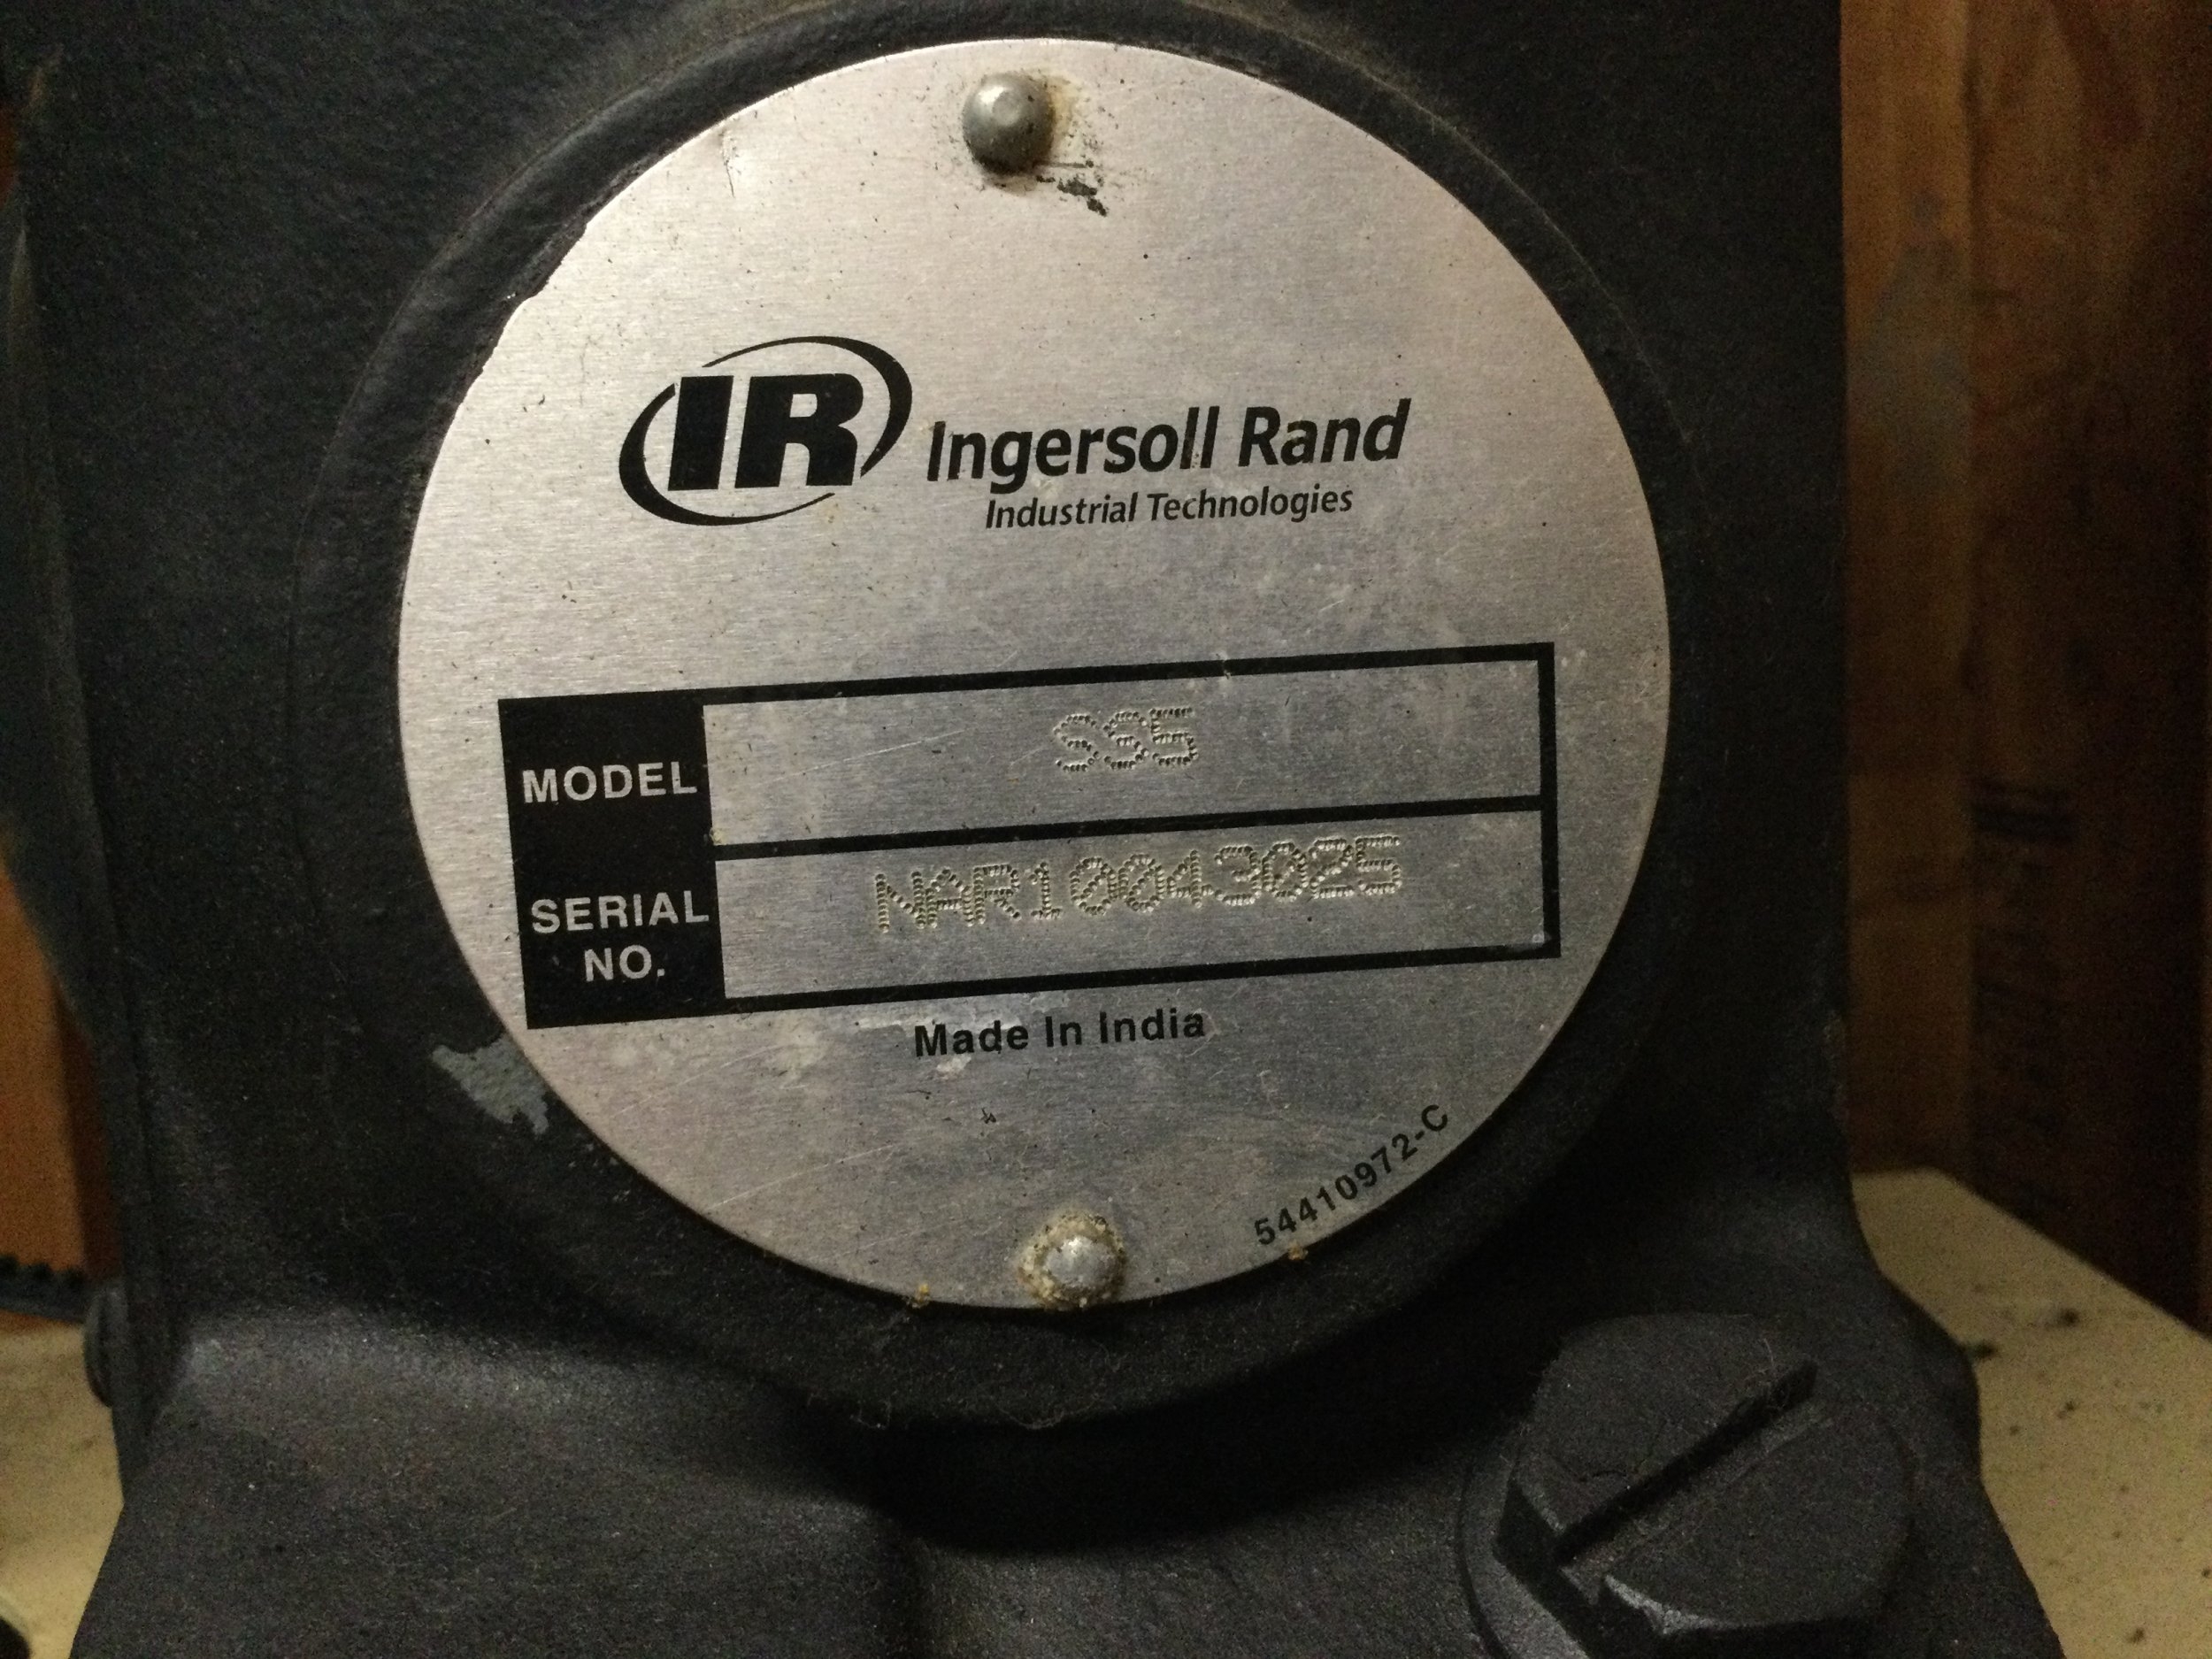 IR Ingersoll Rand
Industrial Technologies
MODEL SS5
SERIAL NO. NAR10043025
Made In India
54410972-C